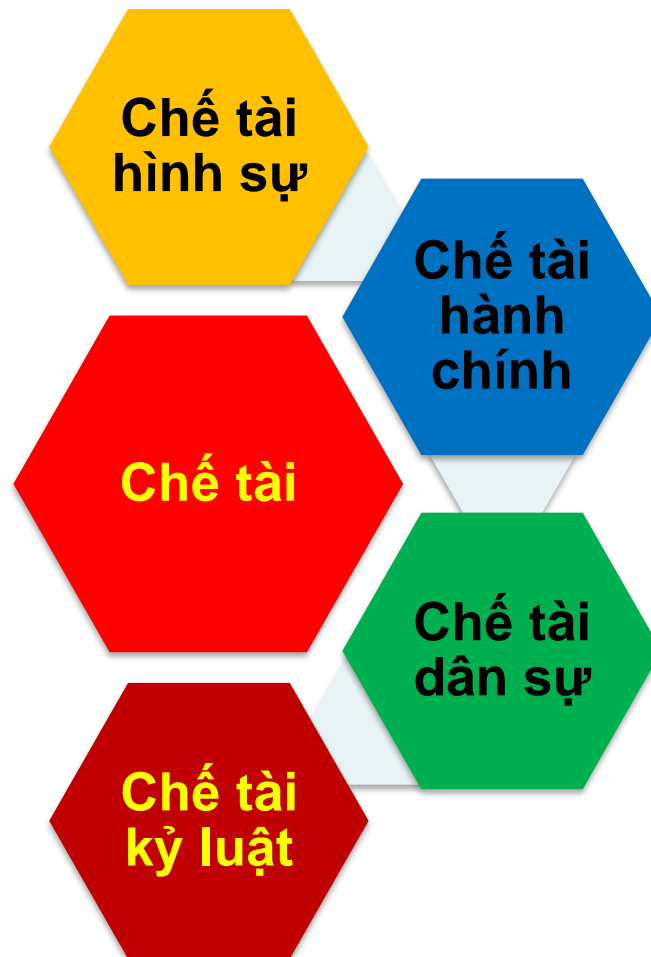 Chế tài
hình sự
Chế tài
hành
chính
Chế tài
Chế tài
dân sự
Chế tài
kỷ luật